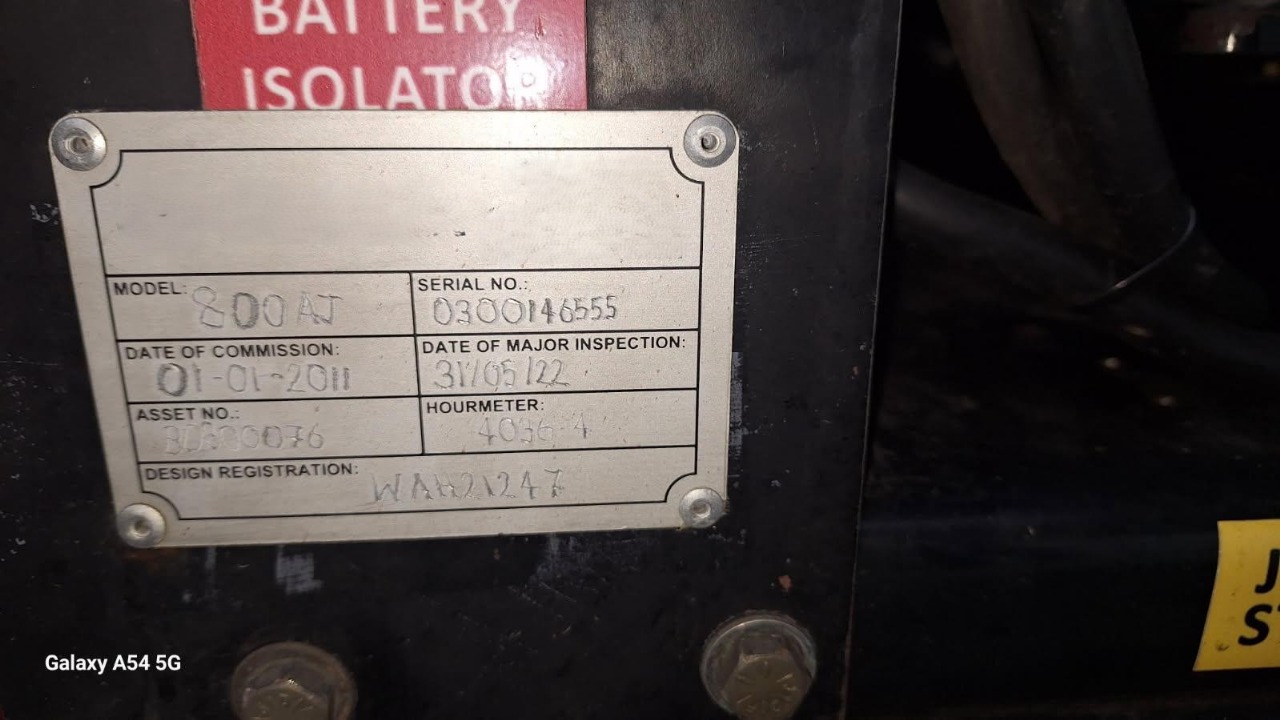 BATTERY
ISOLATOR
MODEL: 800AJ
SERIAL NO.: 0300146555
DATE OF COMMISSION: 01-01-2011
DATE OF MAJOR INSPECTION: 31/05/22
ASSET NO.:
HOURMETER:
DESIGN REGISTRATION: WAH21247
Galaxy A54 5G